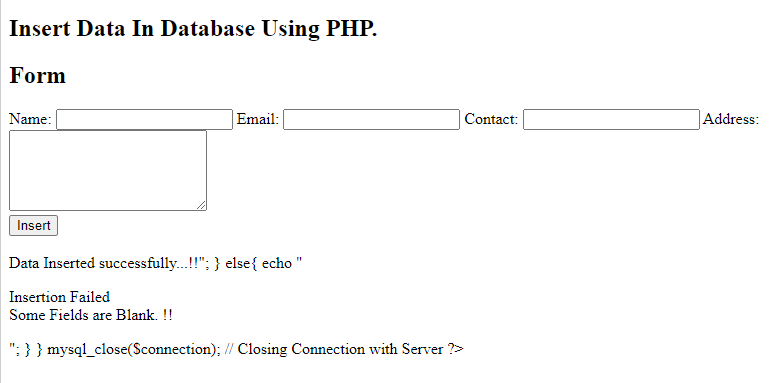 Insert Data In Database Using PHP.
Form
Name: Email: Contact: Address:
Insert
Data Inserted successfully...!!"; } else{ echo "
Insertion Failed
Some Fields are Blank. !!
"; } } mysql_close($connection); // Closing Connection with Server ?>